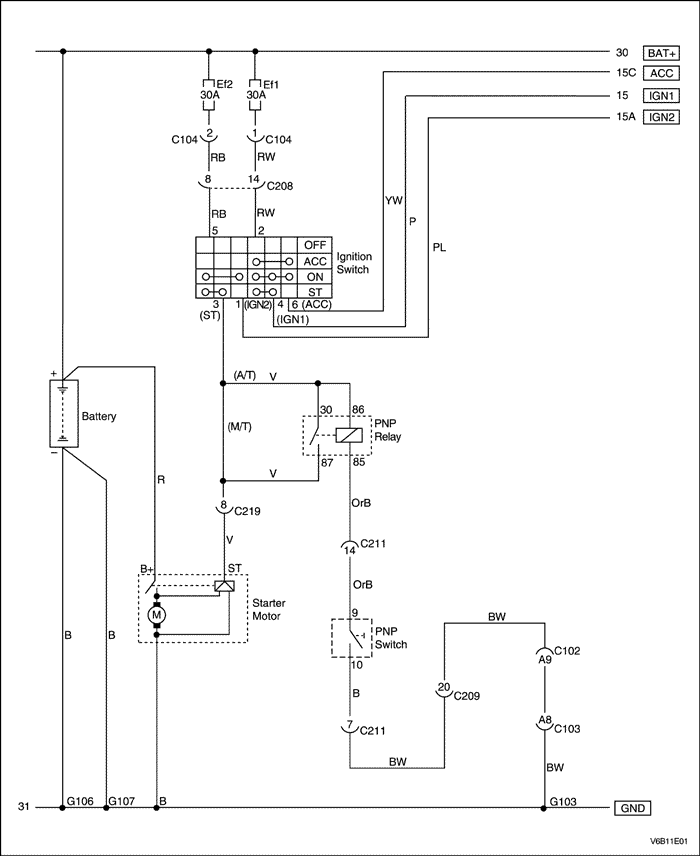 30 BAT+
15C ACC
Ef2 Ef1
30A 30A
15 IGN1
15A IGN2
C104 2 1 C104
RB RW
8 14 C208
YW
RB RW
P
5 2
PL
OFF
ACC
ON
ST
Ignition
Switch
3 1 (IGN2) 4 6 (ACC)
(ST) (IGN1)
+
(A/T) V
30 86
Battery
(M/T)
PNP
Relay
87 85
−
R
V
8 C219
OrB
V
14 C211
B+ ST
OrB
M
Starter
Motor
9
PNP
Switch
10
B B
BW
C102
A9
B
20 C209
7 C211
A8 C103
BW
BW
31 G106 G107 B G103 GND
V6B11E01